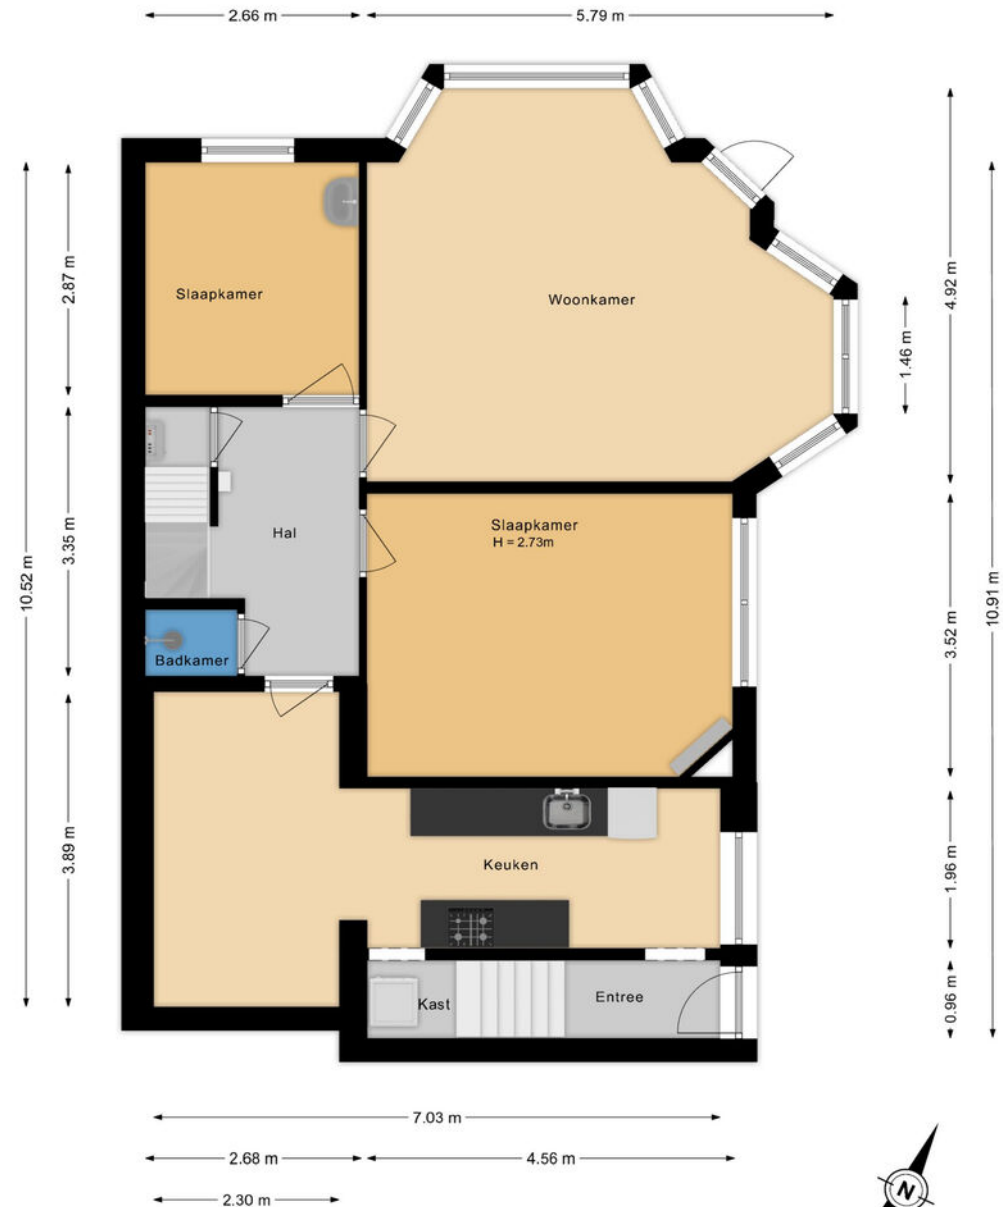 2.66 m
5.79 m
2.87 m
3.35 m
3.89 m
10.52 m
4.92 m
1.46 m
3.52 m
10.91 m
1.96 m
0.96 m
Slaapkamer
Woonkamer
Slaapkamer
H = 2.73m
Hal
Badkamer
Keuken
Kast
Entree
7.03 m
2.68 m
4.56 m
2.30 m
N